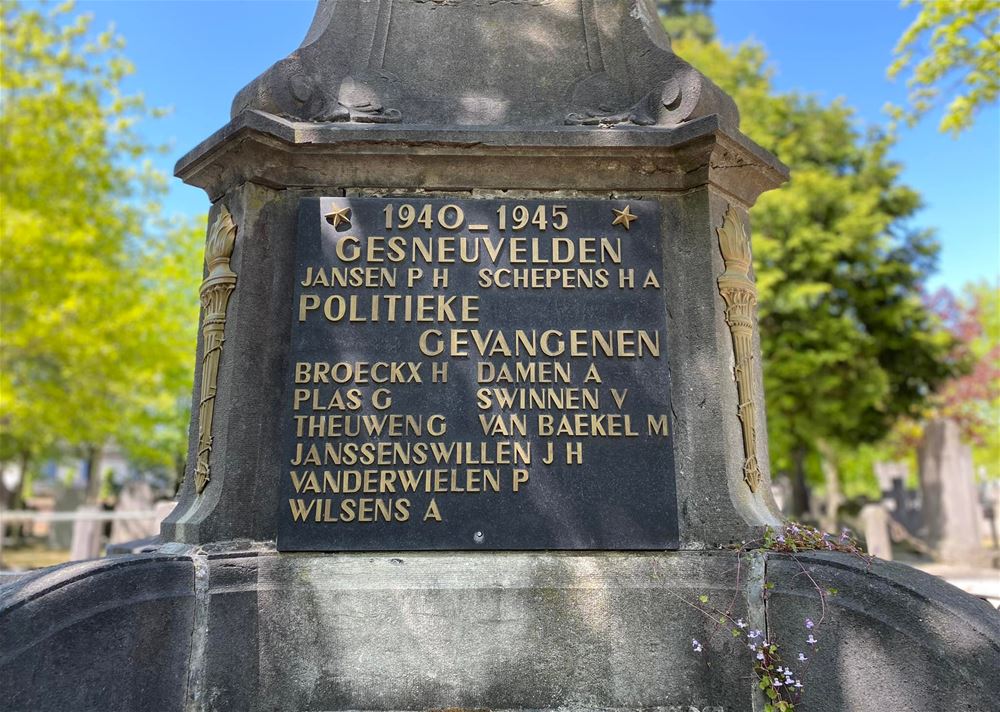 1940_1945
GESNEUVELDEN
JANSEN P H SCHEPENS H A
POLITIEKE
GEVANGENEN
BROECKX H DAMEN A
PLAS G SWINNEN V
THEUWEN G VAN BAEKEL M
JANSSENSWILLEN J H
VANDERWIELEN P
WILSENS A